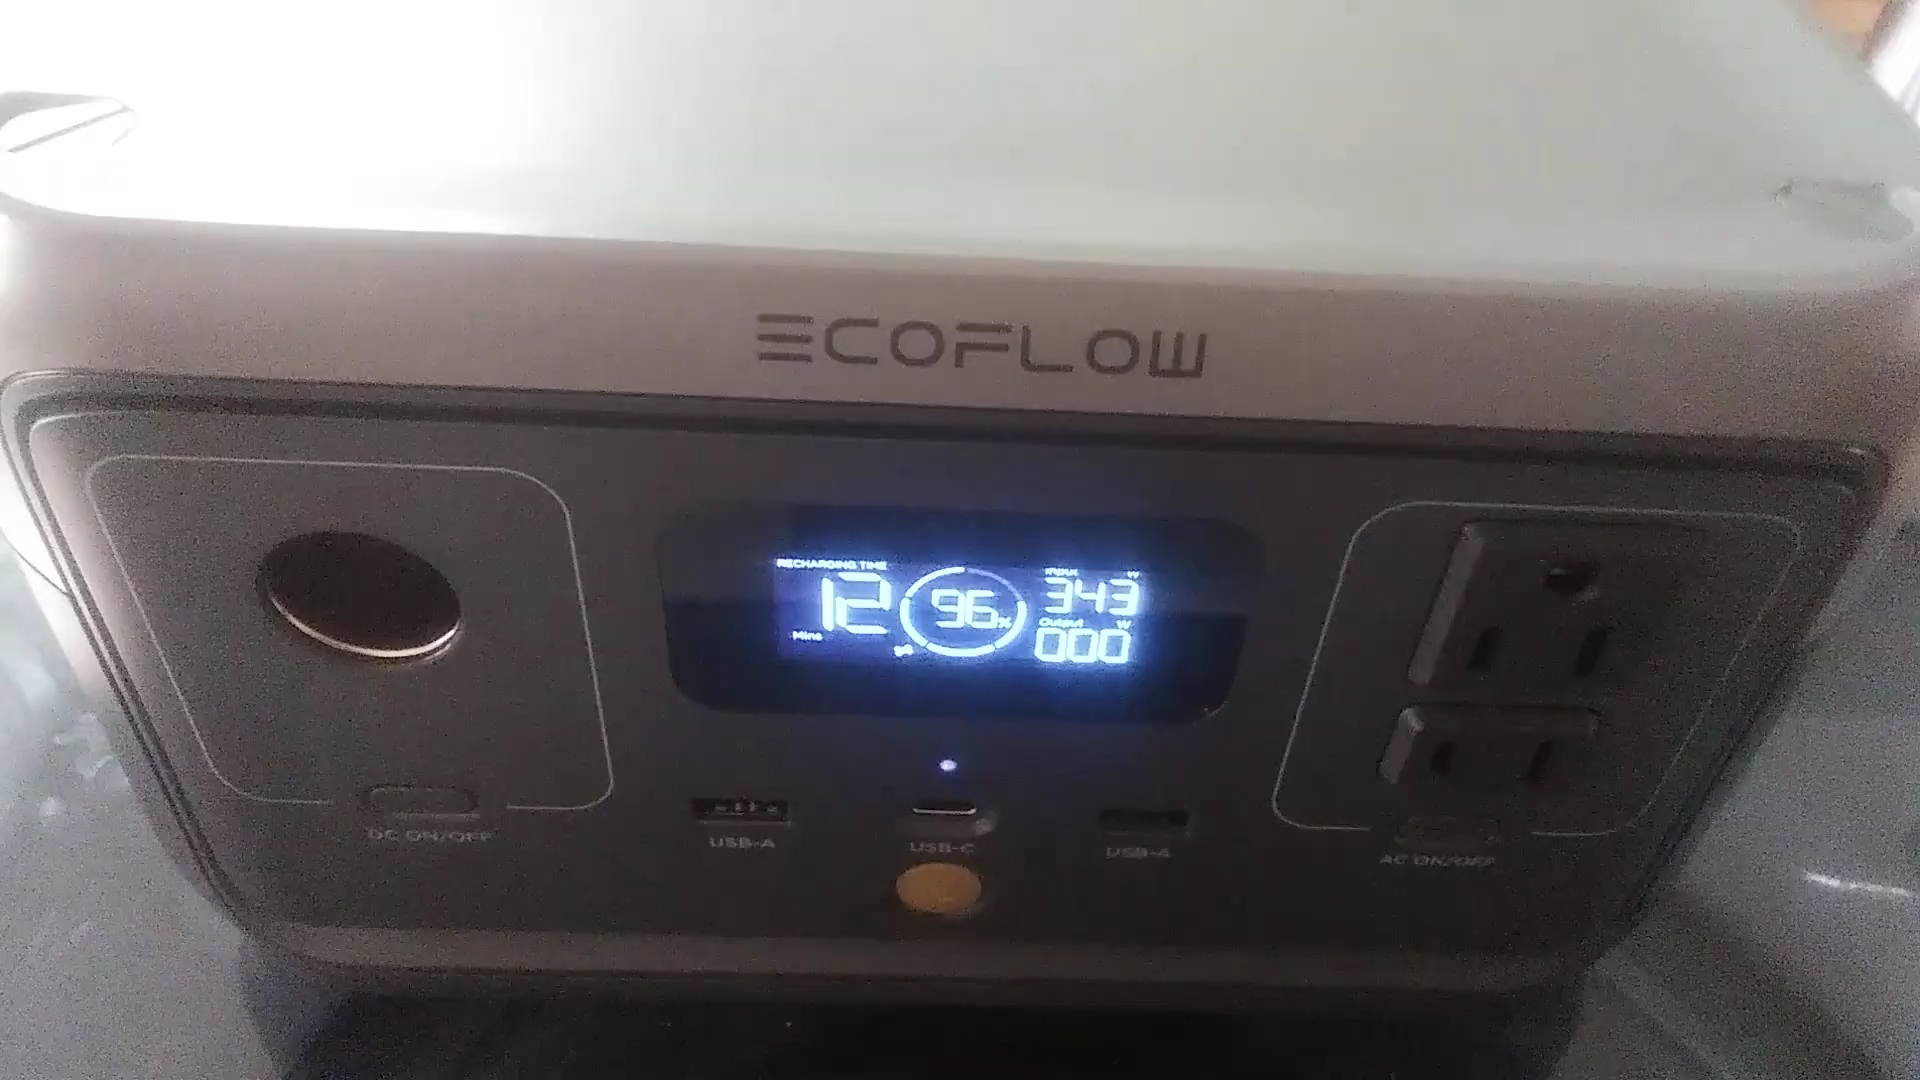 ECOFLOW
RECHARGING TIME
12
Mins
96%
Input W
343
Output W
000
DC ON/OFF
USB-A
USB-C
USB-A
AC ON/OFF